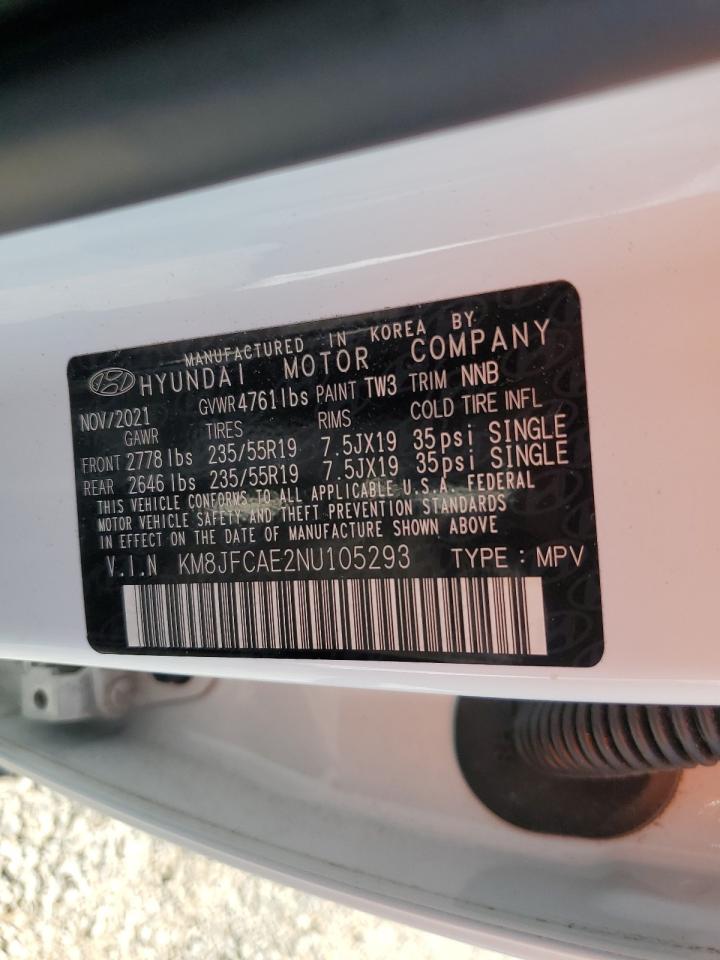 MANUFACTURED IN KOREA BY.
HYUNDAI MOTOR COMPANY
NOV/2021 GVWR 4761 lbs PAINT TW3 TRIM NNB
GAWR TIRES RIMS COLD TIRE INFL
FRONT 2778 lbs 235/55R19 7.5JX19 35psi SINGLE
REAR 2646 lbs 235/55R19 7.5JX19 35psi SINGLE
THIS VEHICLE CONFORMS TO ALL APPLICABLE U.S.A. FEDERAL
MOTOR VEHICLE SAFETY AND THEFT PREVENTION STANDARDS
IN EFFECT ON THE DATE OF MANUFACTURE SHOWN ABOVE
V.I.N KM8JFCAE2NU105293 TYPE : MPV